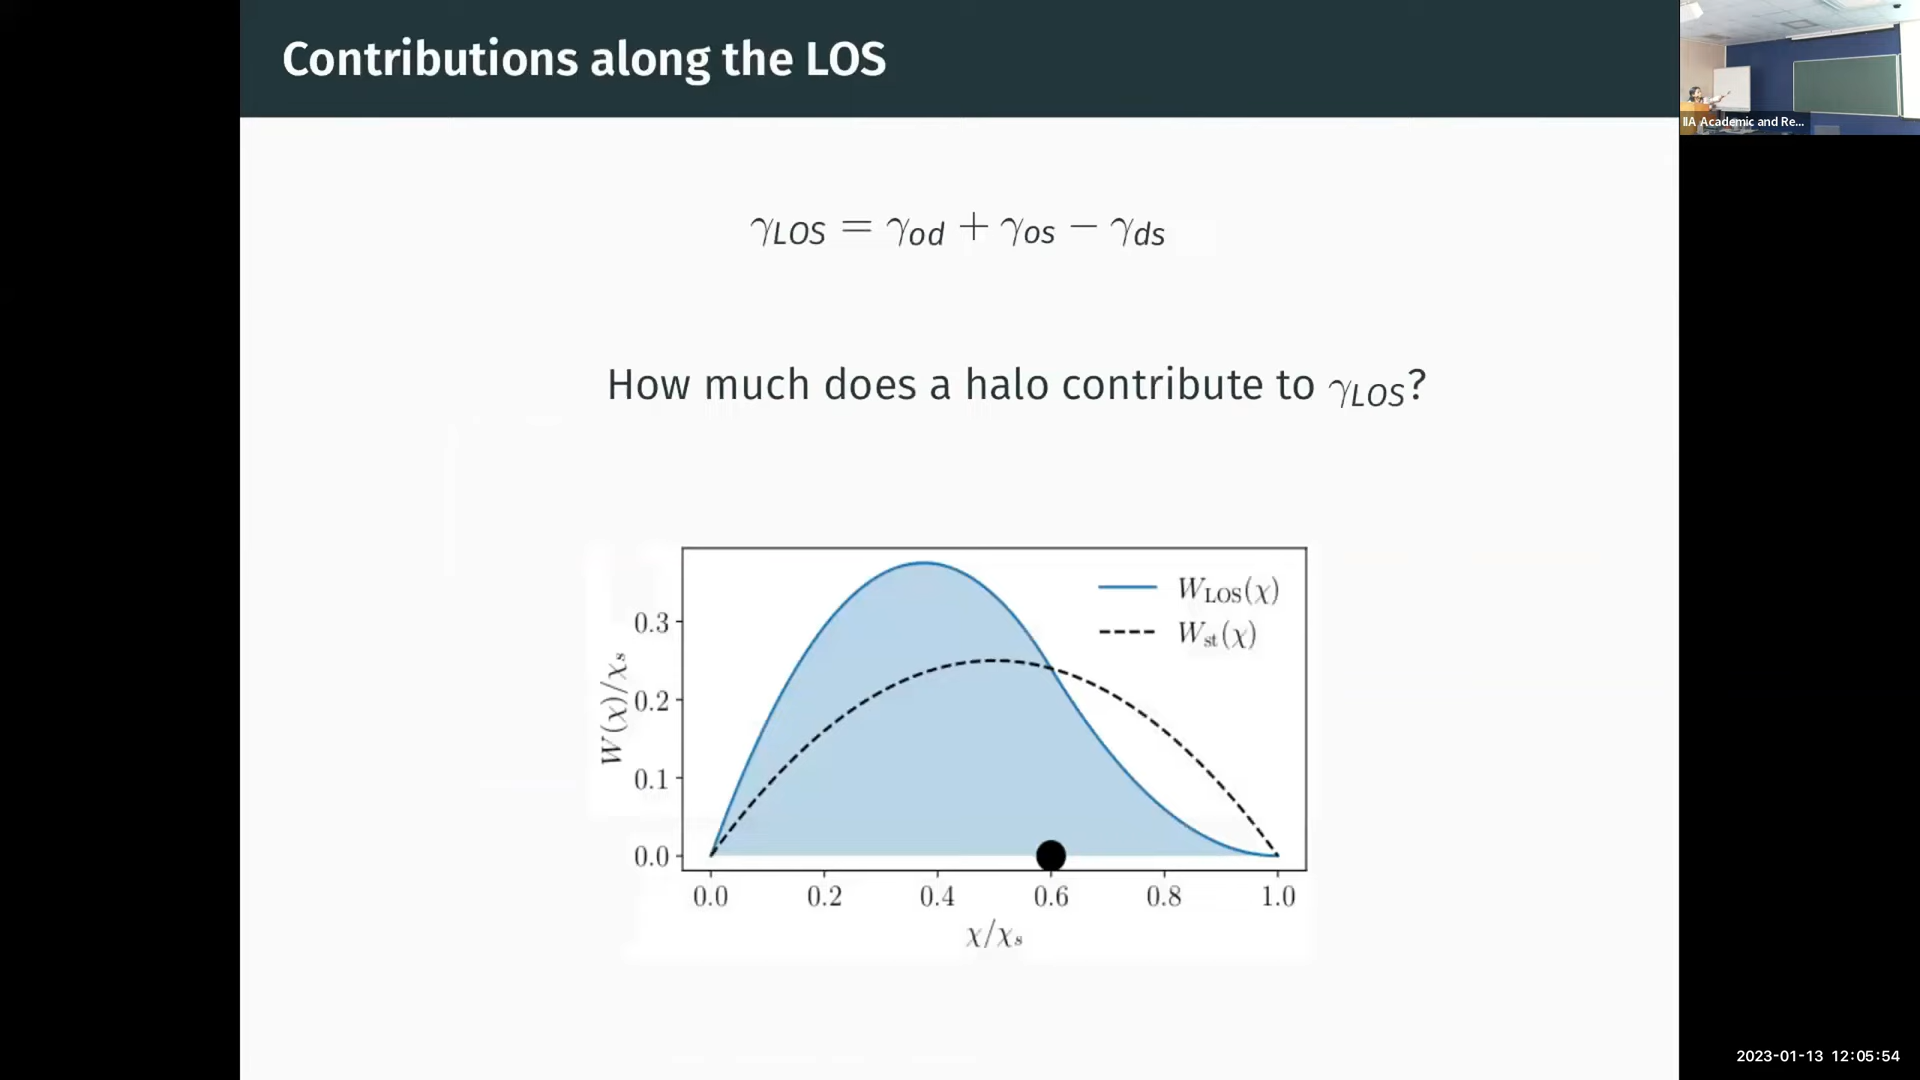 Contributions along the LOS
IIA Academic and Re...
γLOS = γod + γos − γds
How much does a halo contribute to γLOS?
WLOS(χ)
Wst(χ)
W(χ)/χs
0.3
0.2
0.1
0.0
0.0 0.2 0.4 0.6 0.8 1.0
χ/χs
2023-01-13 12:05:54